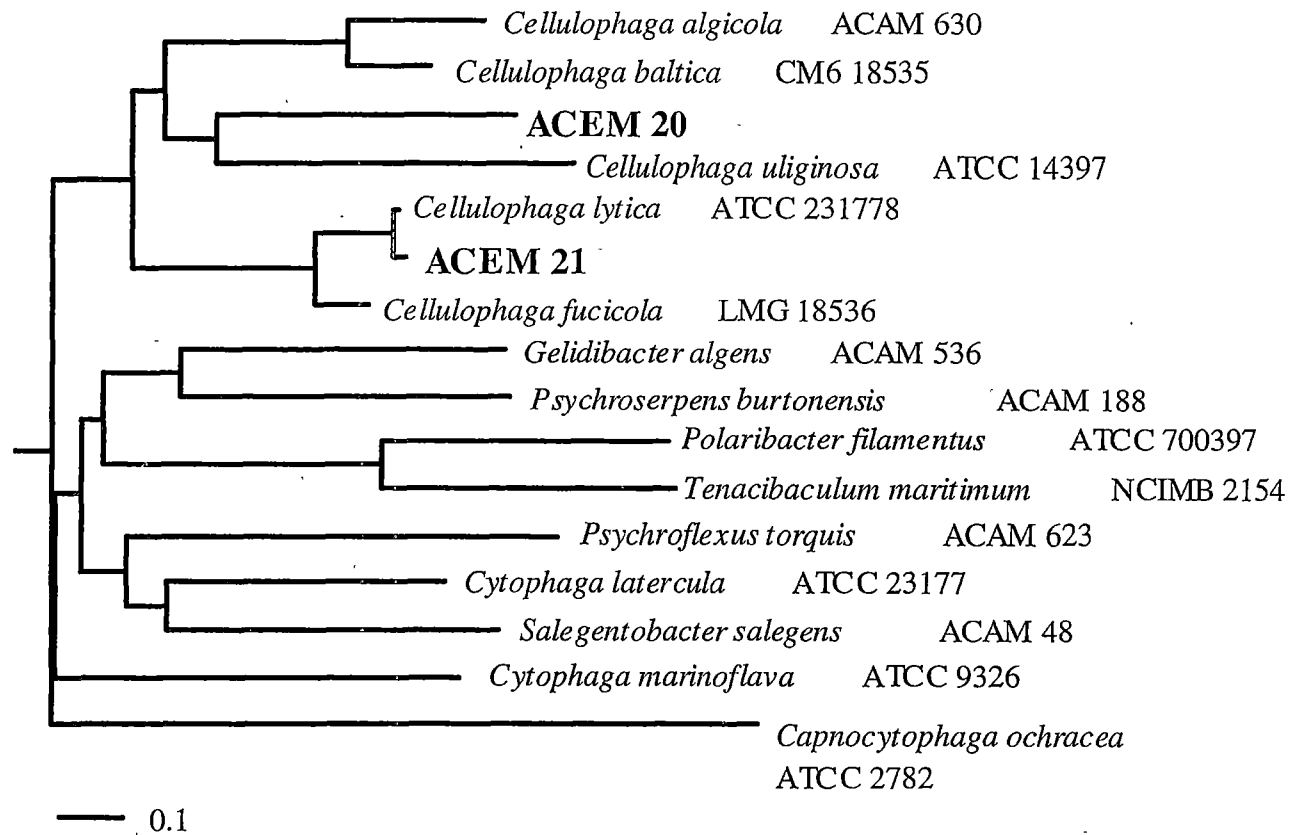 Cellulophaga algicola ACAM 630
Cellulophaga baltica CM6 18535
ACEM 20
Cellulophaga uliginosa ATCC 14397
Cellulophaga lytica ATCC 231778
ACEM 21
Cellulophaga fucicola LMG 18536
Gelidibacter algens ACAM 536
Psychroserpens burtonensis ACAM 188
Polaribacter filamentus ATCC 700397
Tenacibaculum maritimum NCIMB 2154
Psychroflexus torquis ACAM 623
Cytophaga latercula ATCC 23177
Salegentobacter salegens ACAM 48
Cytophaga marinoflava ATCC 9326
Capnocytophaga ochracea
ATCC 2782
0.1